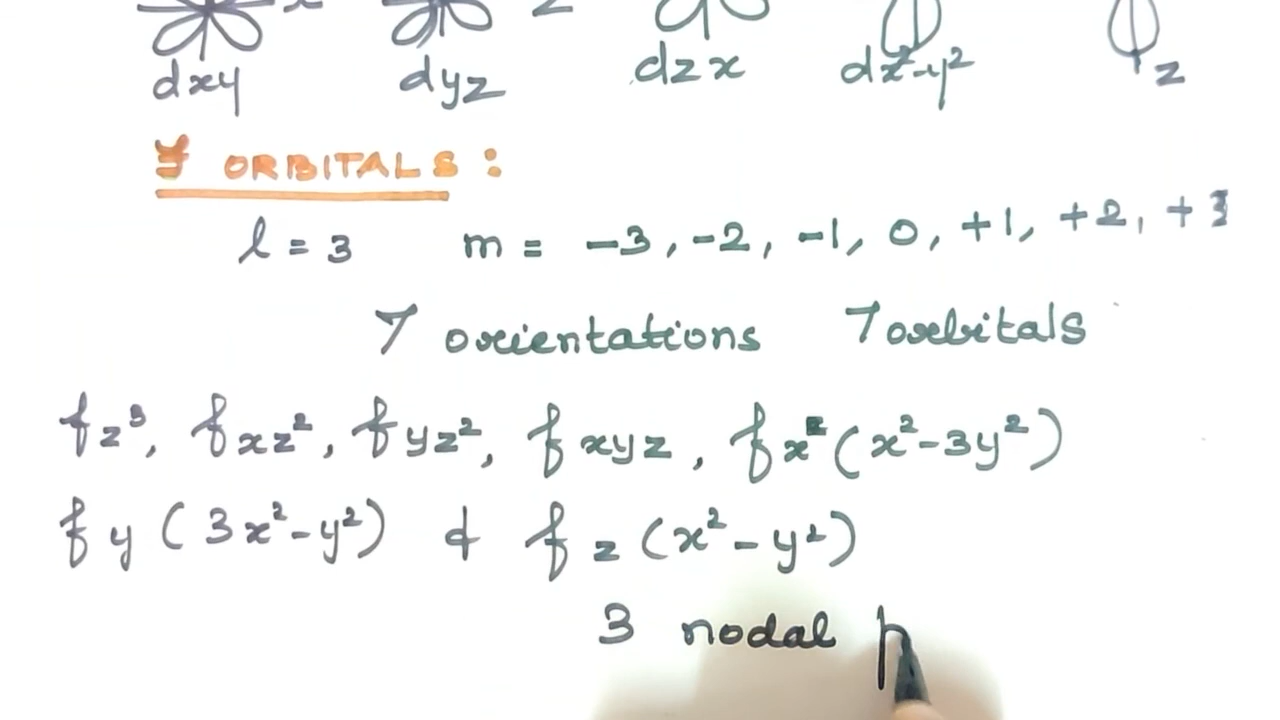 x z
dxy dyz dzx dx²-y² z
f ORBITALS :
l = 3 m = -3, -2, -1, 0, +1, +2, +3
7 orientations 7 orbitals
fz³, fxz², fyz², fxyz, fx(x²-3y²)
fy(3x²-y²) & fz(x²-y²)
3 nodal p